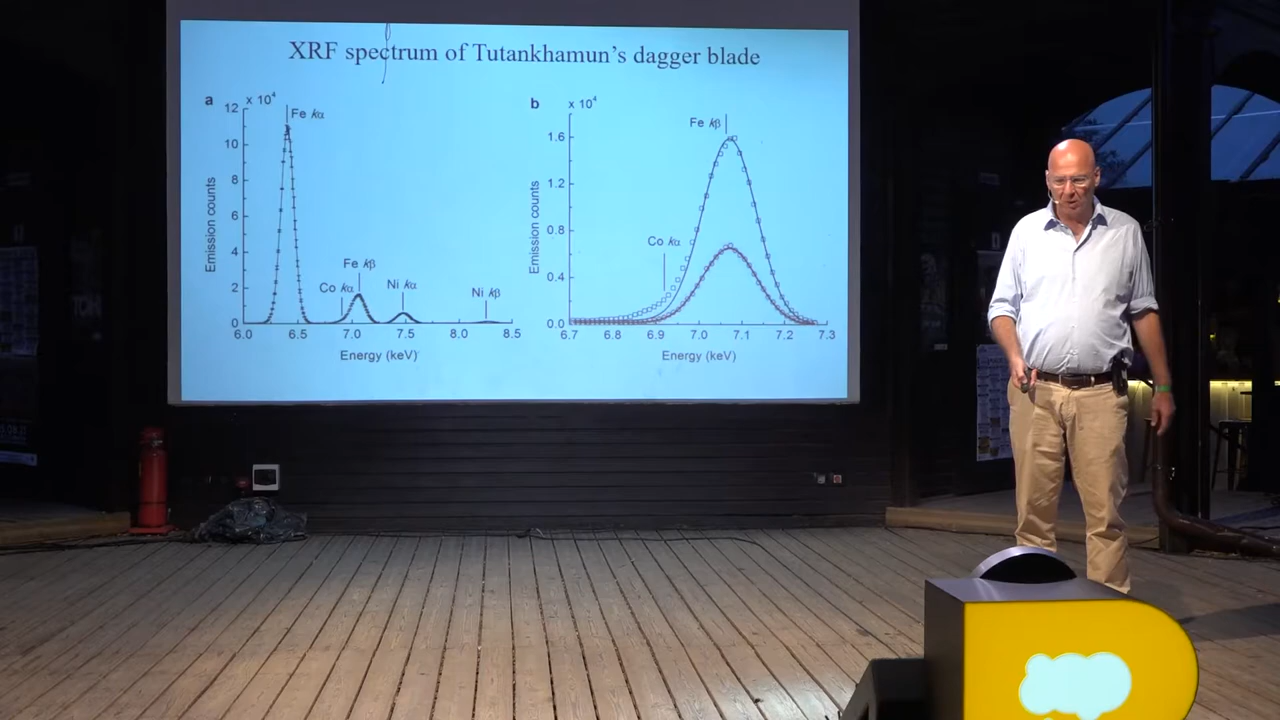 XRF spectrum of Tutankhamun's dagger blade
a
x 10⁴
12
10
8
6
4
2
0
Emission counts
Fe kα
Co kα
Fe kβ
Ni kα
Ni kβ
6.0 6.5 7.0 7.5 8.0 8.5
Energy (keV)
b
x 10⁴
1.6
1.2
0.8
0.4
0.0
Emission counts
Fe kβ
Co kα
6.7 6.8 6.9 7.0 7.1 7.2 7.3
Energy (keV)